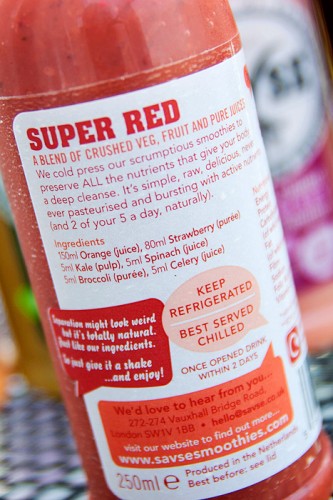 SUPER RED
A BLEND OF CRUSHED VEG, FRUIT AND PURE JUICES
We cold press our scrumptious smoothies to
preserve ALL the nutrients that give your body
a deep cleanse. It's simple, raw, delicious, never
ever pasteurised and bursting with active nutrients
(and 2 of your 5 a day, naturally).
Ingredients
150ml Orange (juice), 80ml Strawberry (purée)
5ml Kale (pulp), 5ml Spinach (juice)
5ml Broccoli (purée), 5ml Celery (juice)
KEEP
REFRIGERATED
BEST SERVED
CHILLED
Separation might look weird
but it's totally natural.
Just like our ingredients.
So just give it a shake
...and enjoy!
ONCE OPENED DRINK
WITHIN 2 DAYS
We'd love to hear from you...
272-274 Vauxhall Bridge Road,
London SW1V 1BB • hello@savse.co
visit our website to find out more...
www.savsesmoothies.com
250ml e
Produced in the Netherlands
Best before: see lid